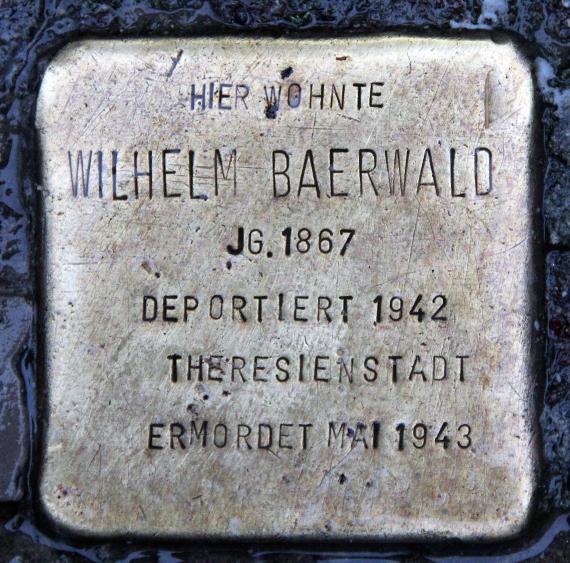 HIER WOHNTE
WILHELM BAERWALD
JG. 1867
DEPORTIERT 1942
THERESIENSTADT
ERMORDET MAI 1943